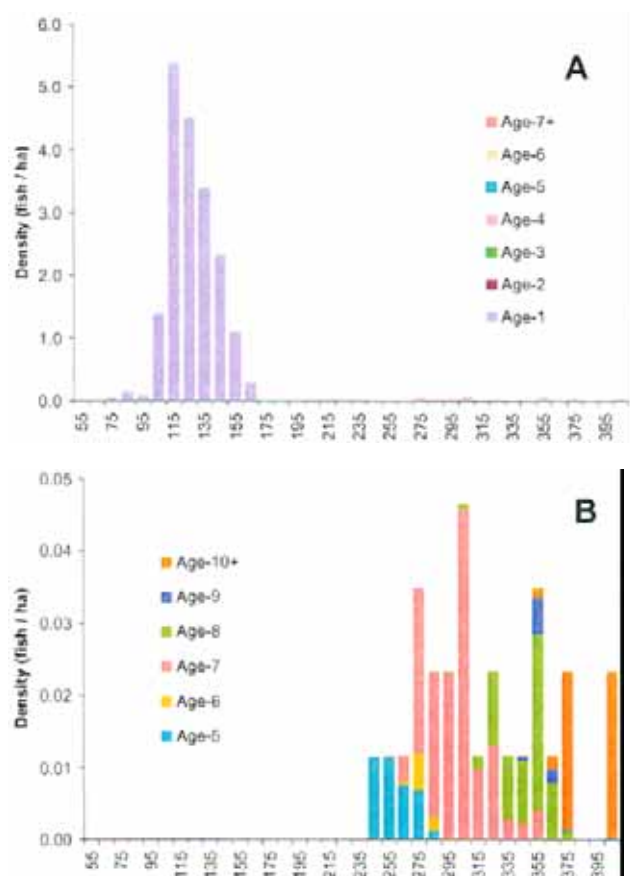 6.0
A
5.0
Age-7+
Age-6
4.0
Age-5
3.0
Age-4
Age-3
2.0
Age-2
Age-1
1.0
0.0
Density (fish / ha)
55 75 95 115 135 155 175 195 215 235 255 275 295 315 335 355 375 395
0.05
B
0.04
Age-10+
Age-9
0.03
Age-8
Age-7
0.02
Age-6
Age-5
0.01
0.00
Density (fish / ha)
55 75 95 115 135 155 175 195 215 235 255 275 295 315 335 355 375 395